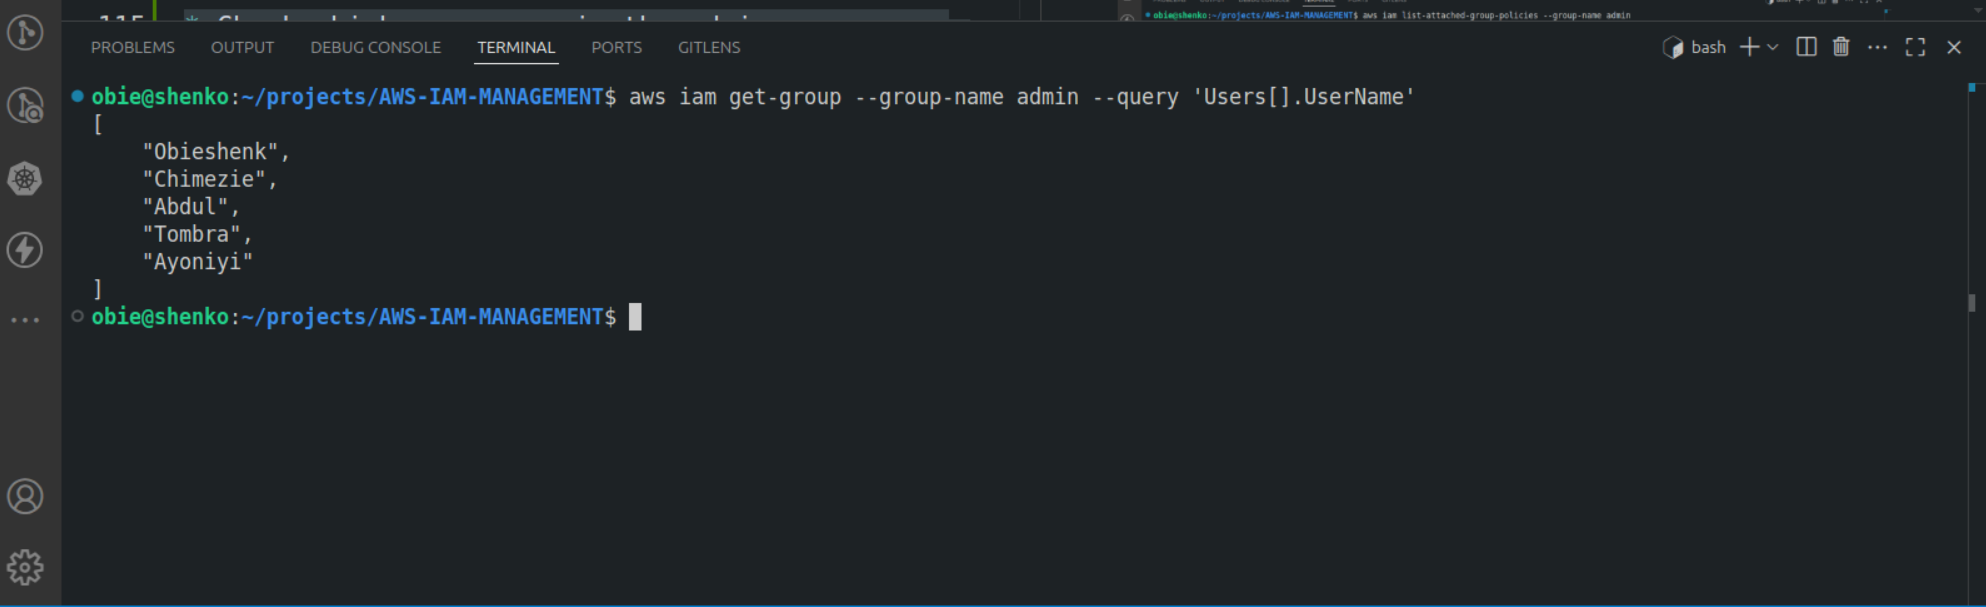 115
obie@shenko:~/projects/AWS-IAM-MANAGEMENT$ aws iam list-attached-group-policies --group-name admin
PROBLEMS OUTPUT DEBUG CONSOLE TERMINAL PORTS GITLENS bash
obie@shenko:~/projects/AWS-IAM-MANAGEMENT$ aws iam get-group --group-name admin --query 'Users[].UserName'
[
"Obieshenk",
"Chimezie",
"Abdul",
"Tombra",
"Ayoniyi"
]
obie@shenko:~/projects/AWS-IAM-MANAGEMENT$